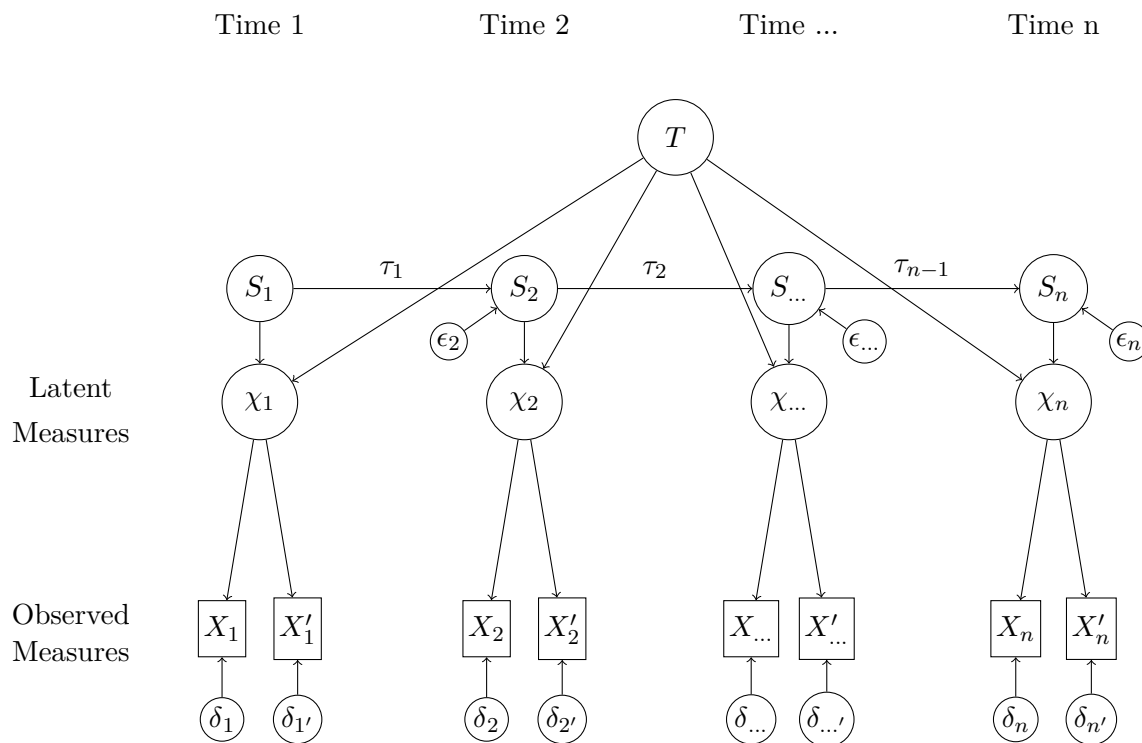 Time 1 Time 2 Time ... Time n
T
τ₁ τ₂ τₙ₋₁
S₁ S₂ S... Sₙ
ϵ₂ ϵ... ϵₙ
Latent
Measures
χ₁ χ₂ χ... χₙ
Observed
Measures
X₁ X′₁ X₂ X′₂ X... X′... Xₙ X′ₙ
δ₁ δ₁′ δ₂ δ₂′ δ... δ...′ δₙ δₙ′